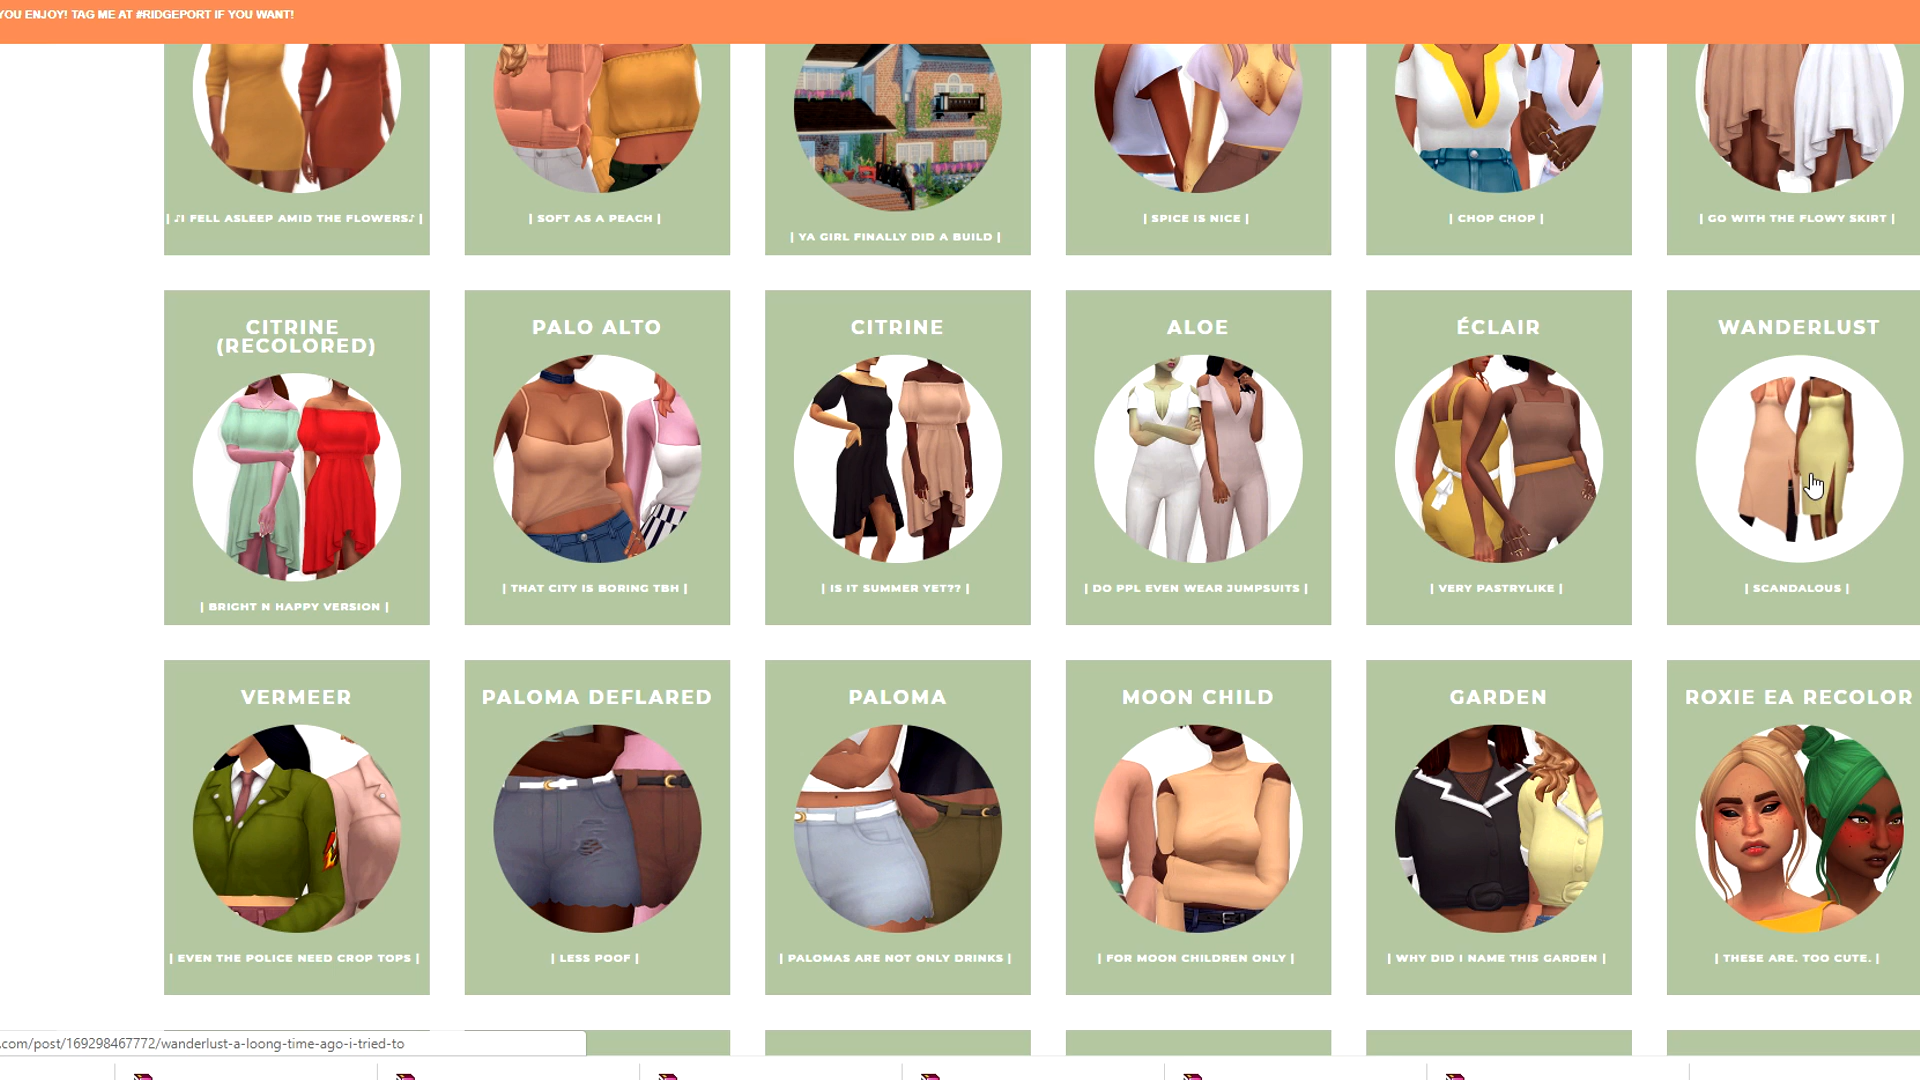 YOU ENJOY! TAG ME AT #RIDGEPORT IF YOU WANT!
| ♪I FELL ASLEEP AMID THE FLOWERS♪ |
| SOFT AS A PEACH |
| YA GIRL FINALLY DID A BUILD |
| SPICE IS NICE |
| CHOP CHOP |
| GO WITH THE FLOWY SKIRT |
CITRINE
(RECOLORED)
| BRIGHT N HAPPY VERSION |
PALO ALTO
| THAT CITY IS BORING TBH |
CITRINE
| IS IT SUMMER YET?? |
ALOE
| DO PPL EVEN WEAR JUMPSUITS |
ÉCLAIR
| VERY PASTRYLIKE |
WANDERLUST
| SCANDALOUS |
VERMEER
| EVEN THE POLICE NEED CROP TOPS |
PALOMA DEFLARED
| LESS POOF |
PALOMA
| PALOMAS ARE NOT ONLY DRINKS |
MOON CHILD
| FOR MOON CHILDREN ONLY |
GARDEN
| WHY DID I NAME THIS GARDEN |
ROXIE EA RECOLOR
| THESE ARE. TOO CUTE. |
.com/post/169298467772/wanderlust-a-loong-time-ago-i-tried-to